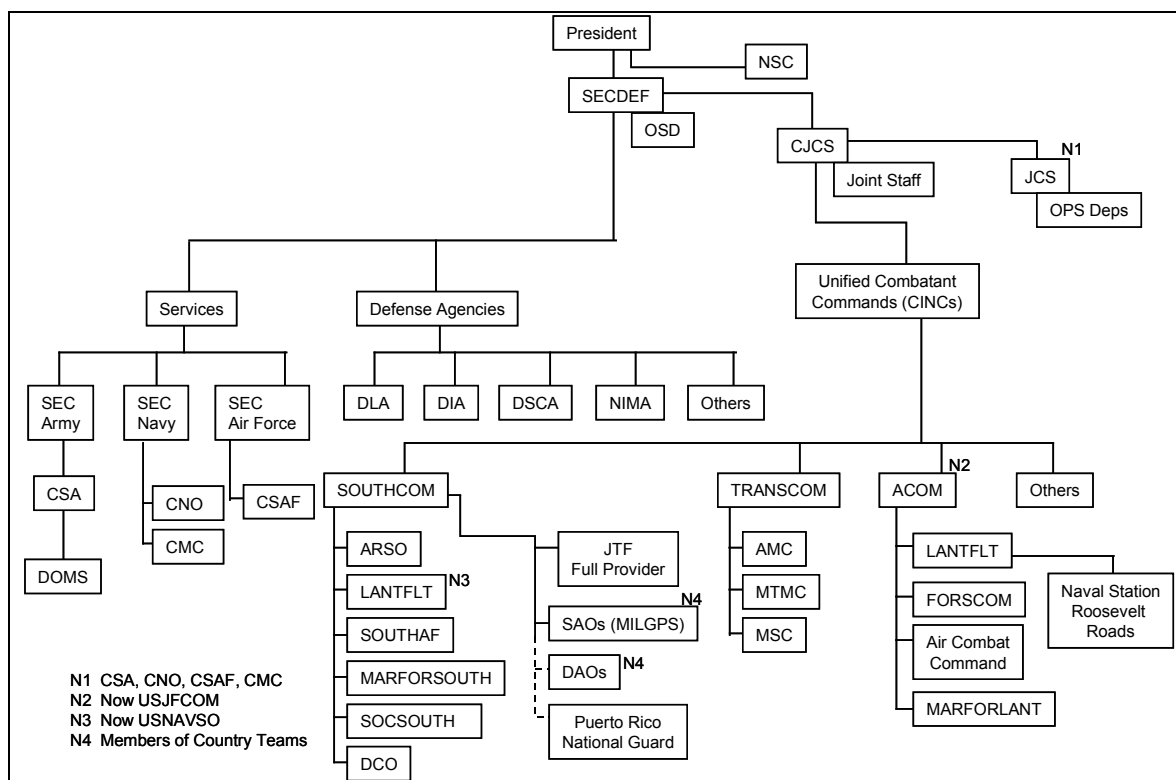 President
NSC
SECDEF
OSD
CJCS
Joint Staff
N1
JCS
OPS Deps
Unified Combatant
Commands (CINCs)
Services
Defense Agencies
SEC
Army
SEC
Navy
SEC
Air Force
DLA
DIA
DSCA
NIMA
Others
CSA
CNO
CSAF
CMC
DOMS
SOUTHCOM
TRANSCOM
N2
ACOM
Others
ARSO
LANTFLT
N3
SOUTHAF
MARFORSOUTH
SOCSOUTH
DCO
JTF
Full Provider
N4
SAOs (MILGPS)
N4
DAOs
Puerto Rico
National Guard
AMC
MTMC
MSC
LANTFLT
FORSCOM
Air Combat
Command
MARFORLANT
Naval Station
Roosevelt
Roads
N1 CSA, CNO, CSAF, CMC
N2 Now USJFCOM
N3 Now USNAVSO
N4 Members of Country Teams